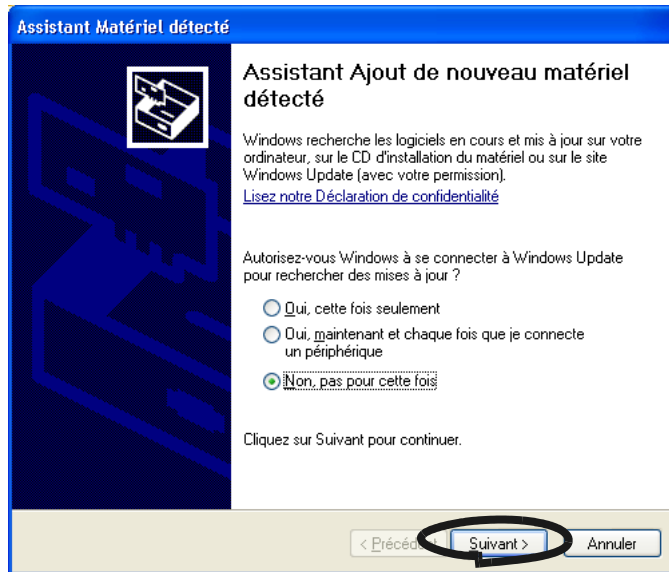 Assistant Matériel détecté
Assistant Ajout de nouveau matériel
détecté
Windows recherche les logiciels en cours et mis à jour sur votre
ordinateur, sur le CD d'installation du matériel ou sur le site
Windows Update (avec votre permission).
Lisez notre Déclaration de confidentialité
Autorisez-vous Windows à se connecter à Windows Update
pour rechercher des mises à jour ?
Oui, cette fois seulement
Oui, maintenant et chaque fois que je connecte
un périphérique
Non, pas pour cette fois
Cliquez sur Suivant pour continuer.
< Précédent Suivant > Annuler